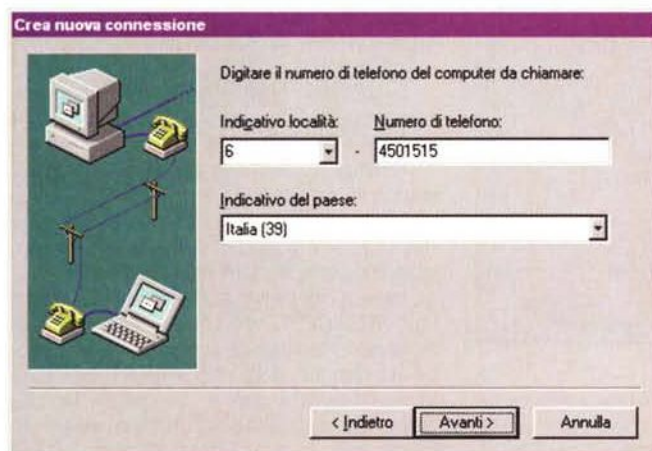 Crea nuova connessione
Digitare il numero di telefono del computer da chiamare:
Indicativo località: Numero di telefono:
6 - 4501515
Indicativo del paese:
Italia (39)
< Indietro Avanti > Annulla